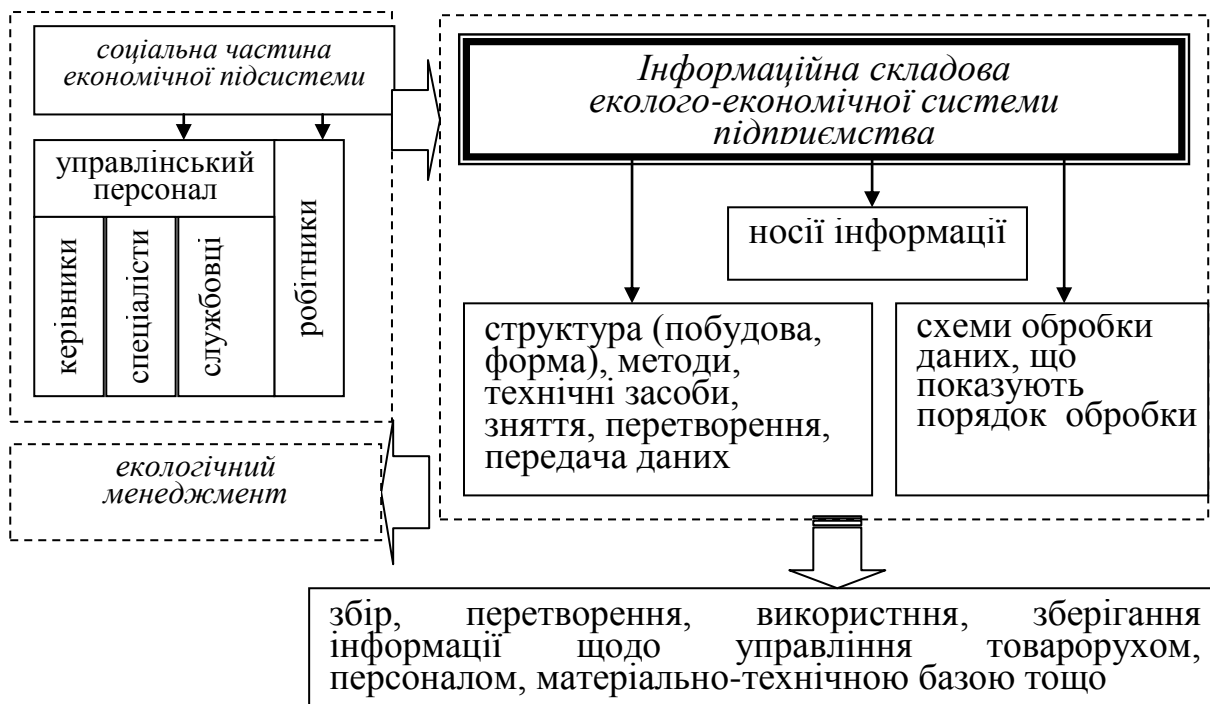 соціальна частина
економічної підсистеми
управлінський
персонал
керівники
спеціалісти
службовці
робітники
екологічний
менеджмент
Інформаційна складова
еколого-економічної системи
підприємства
носії інформації
структура (побудова,
форма), методи,
технічні засоби,
зняття, перетворення,
передача даних
схеми обробки
даних, що
показують
порядок обробки
збір, перетворення, використння, зберігання
інформації щодо управління товарорухом,
персоналом, матеріально-технічною базою тощо